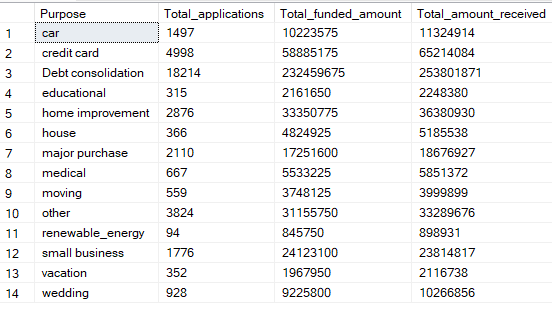 Purpose Total_applications Total_funded_amount Total_amount_received
1 car 1497 10223575 11324914
2 credit card 4998 58885175 65214084
3 Debt consolidation 18214 232459675 253801871
4 educational 315 2161650 2248380
5 home improvement 2876 33350775 36380930
6 house 366 4824925 5185538
7 major purchase 2110 17251600 18676927
8 medical 667 5533225 5851372
9 moving 559 3748125 3999899
10 other 3824 31155750 33289676
11 renewable_energy 94 845750 898931
12 small business 1776 24123100 23814817
13 vacation 352 1967950 2116738
14 wedding 928 9225800 10266856